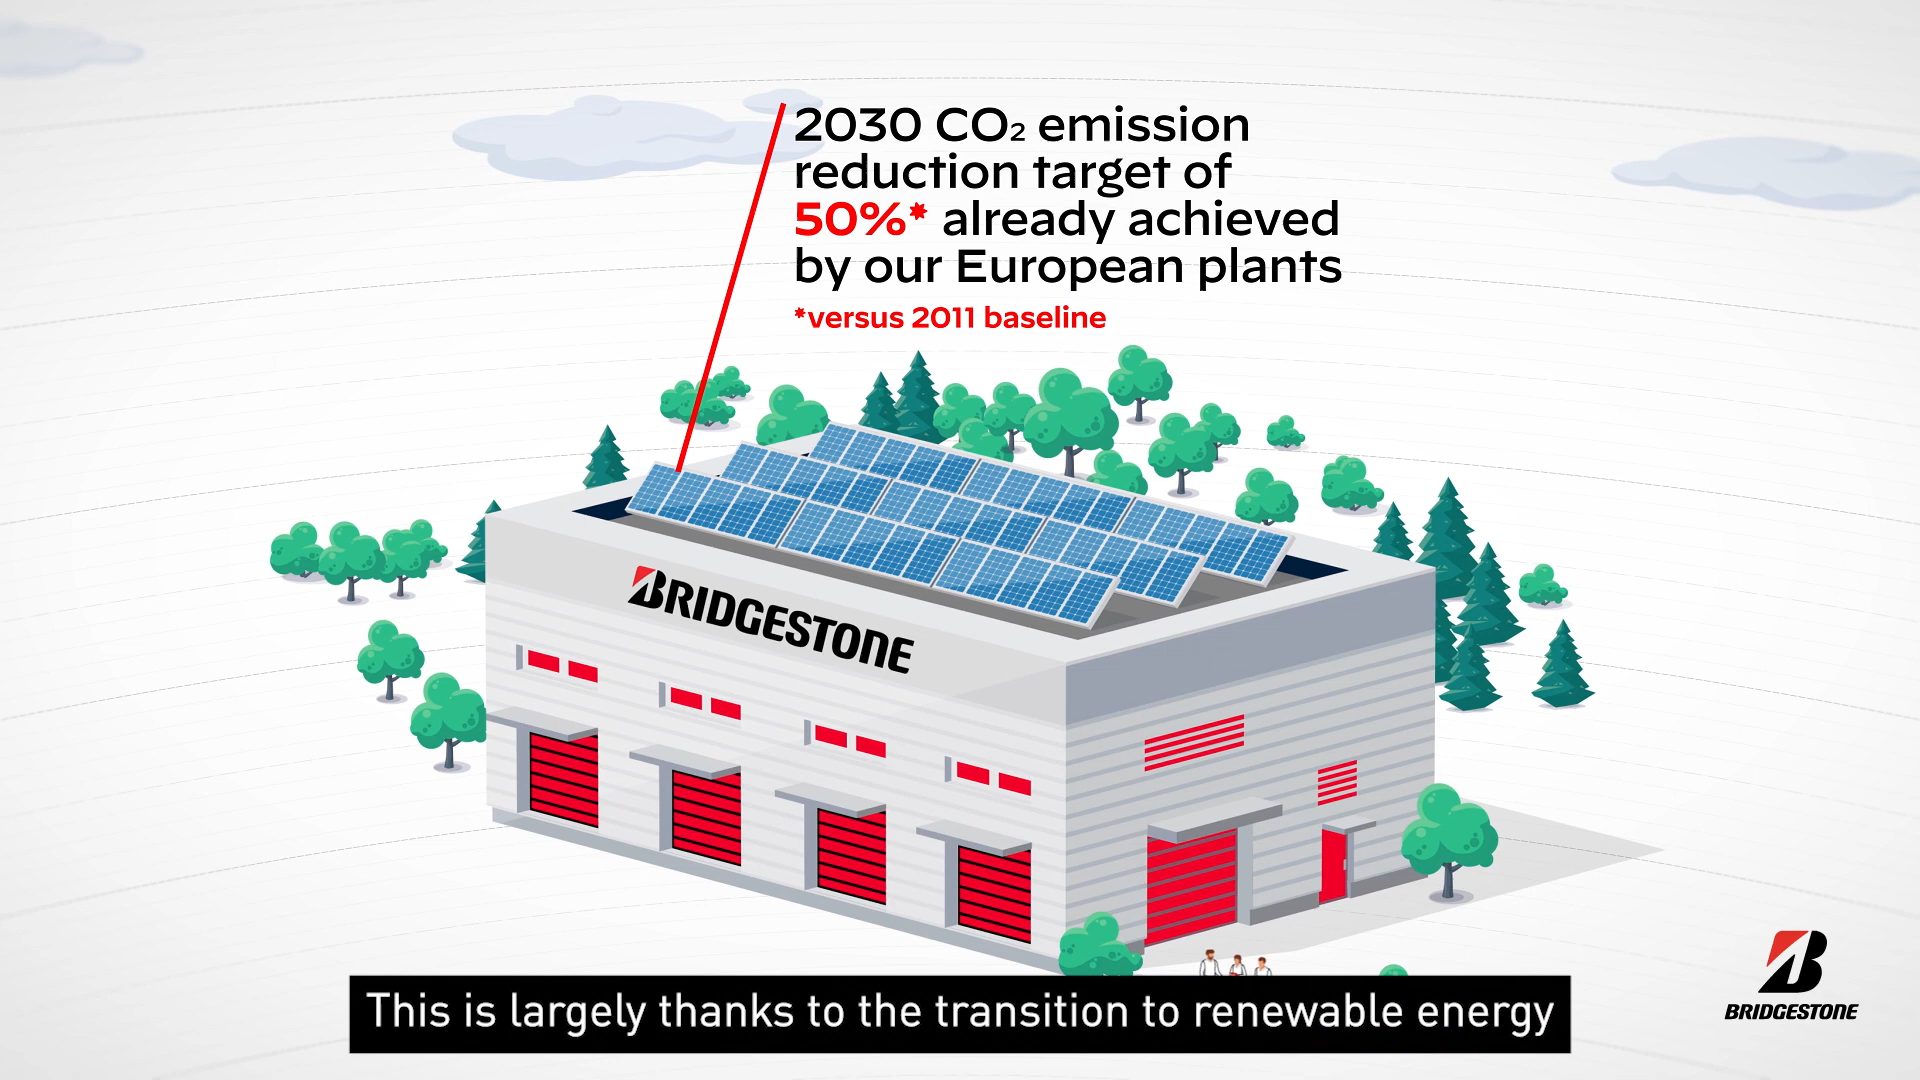 2030 CO₂ emission
reduction target of
50%* already achieved
by our European plants
*versus 2011 baseline
BRIDGESTONE
BRIDGESTONE
This is largely thanks to the transition to renewable energy